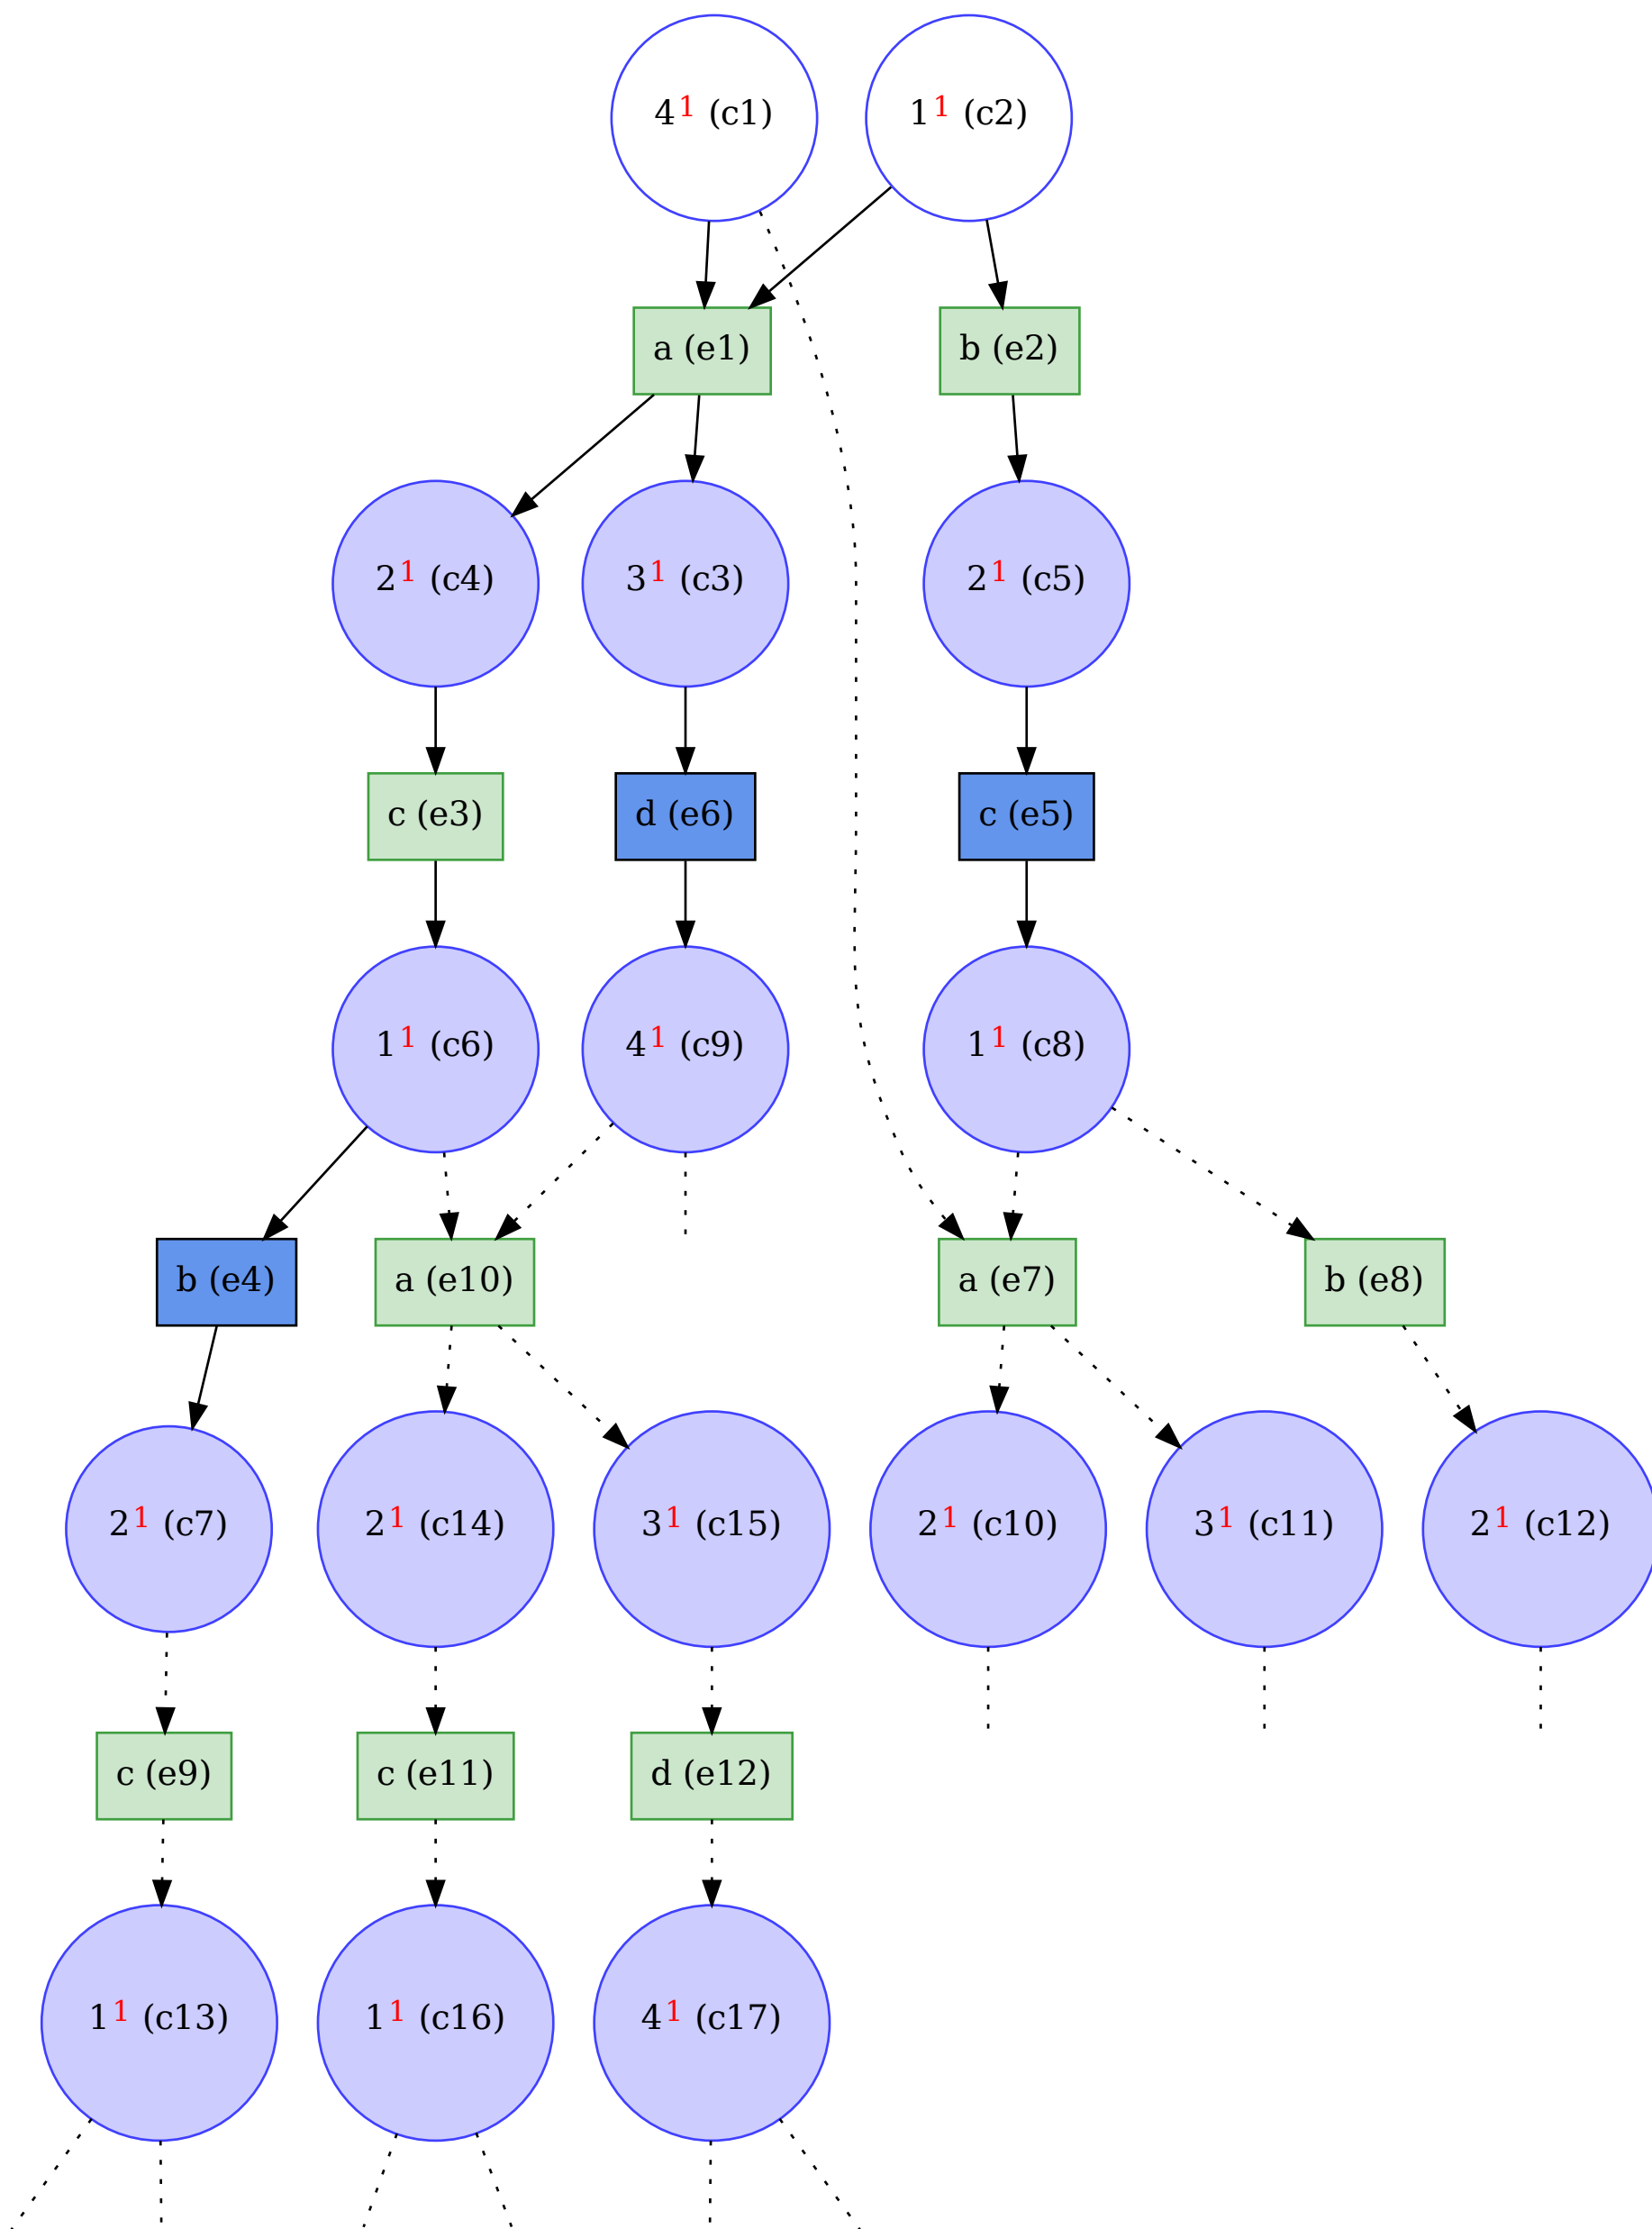 4¹ (c1)
1¹ (c2)
a (e1)
b (e2)
2¹ (c4)
3¹ (c3)
2¹ (c5)
c (e3)
d (e6)
c (e5)
1¹ (c6)
4¹ (c9)
1¹ (c8)
b (e4)
a (e10)
a (e7)
b (e8)
2¹ (c7)
2¹ (c14)
3¹ (c15)
2¹ (c10)
3¹ (c11)
2¹ (c12)
c (e9)
c (e11)
d (e12)
1¹ (c13)
1¹ (c16)
4¹ (c17)